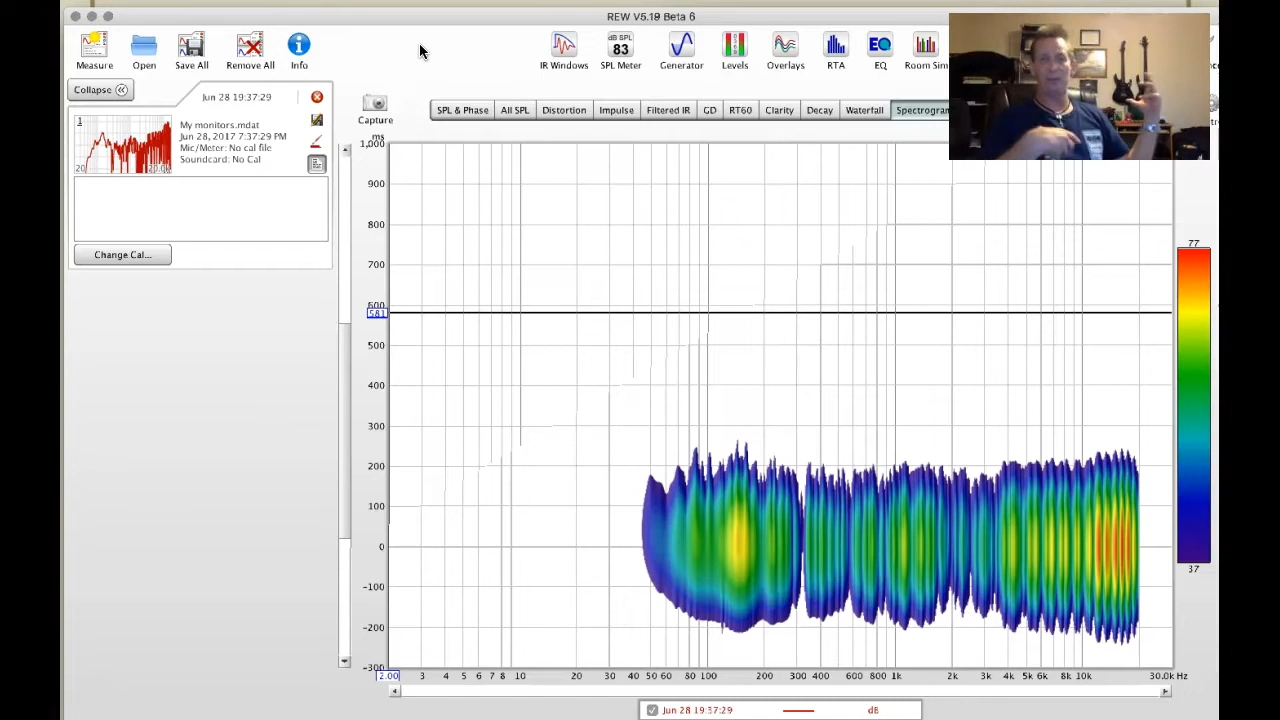 REW V5.19 Beta 6
Measure Open Save All Remove All Info IR Windows SPL Meter Generator Levels Overlays RTA EQ Room Sim
dB SPL
83
EQ
Collapse
Jun 28 19:37:29
1
20
My monitors.mdat
Jun 28, 2017 7:37:29 PM
Mic/Meter: No cal file
Soundcard: No Cal
Change Cal...
Capture
SPL & Phase All SPL Distortion Impulse Filtered IR GD RT60 Clarity Decay Waterfall Spectrogram
ms
1,000
900
800
700
600
581
500
400
300
200
100
0
-100
-200
-300
2.00 3 4 5 6 7 8 10 20 30 40 50 60 80 100 200 300 400 600 800 1k 2k 3k 4k 5k 6k 8k 10k 30.0k Hz
77
37
Jun 28 19:37:29 dB